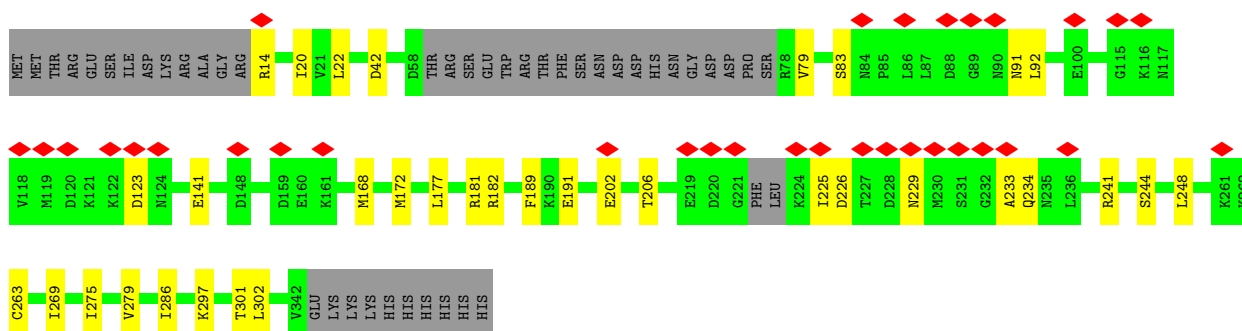 MET MET THR ARG GLU SER ILE ASP LYS ARG ALA GLY ARG R14 I20 V21 L22 D42 D58 THR ARG SER GLU TRP ARG THR PHE SER ASN ASP ASP HIS ASN GLY ASP ASP PRO SER R78 V79 S83 N84 P85 L86 L87 D88 G89 N90 N91 L92 E100 G115 K116 N117
V118 M119 D120 K121 K122 D123 N124 E141 D148 D159 E160 K161 M168 M172 L177 R181 R182 F189 K190 E191 E202 T206 E219 D220 G221 PHE LEU K224 I225 D226 T227 D228 N229 M230 S231 G232 A233 Q234 N235 L236 R241 S244 L248 K261
C263 I269 I275 V279 I286 K297 T301 L302 V342 GLU LYS LYS LYS HIS HIS HIS HIS HIS HIS